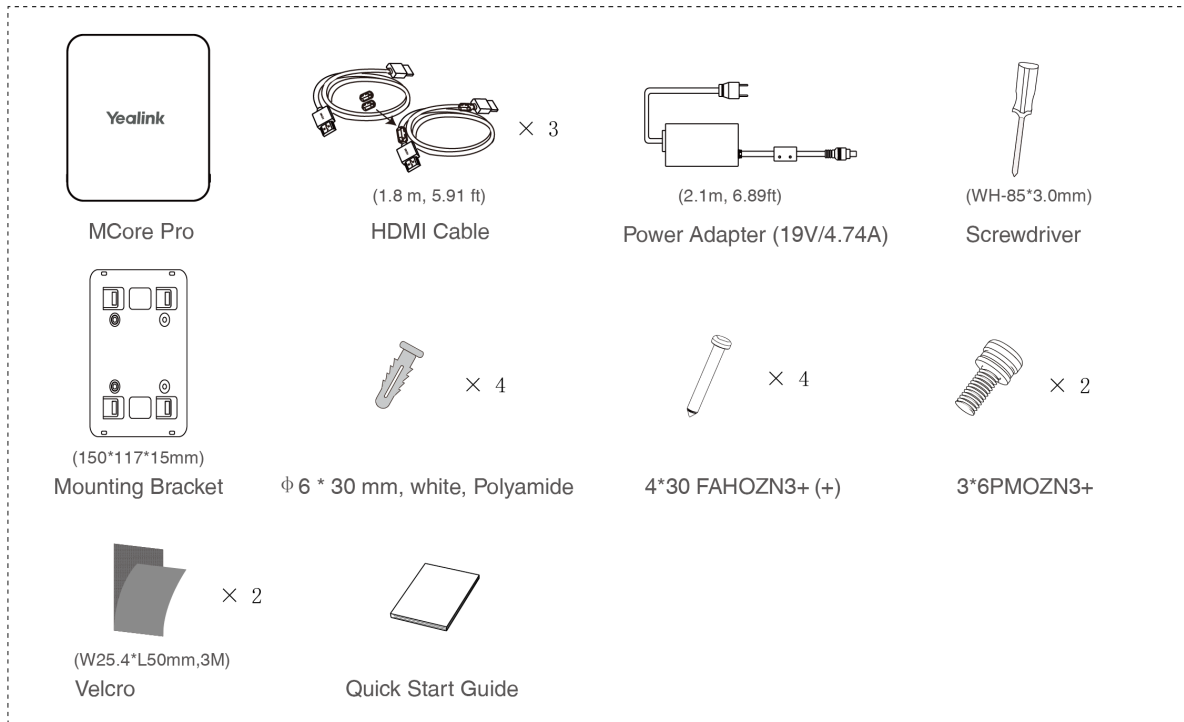 Yealink
× 3
(1.8 m, 5.91 ft)
(2.1m, 6.89ft)
(WH-85*3.0mm)
MCore Pro
HDMI Cable
Power Adapter (19V/4.74A)
Screwdriver
× 4
× 4
× 2
(150*117*15mm)
Mounting Bracket
ϕ6 * 30 mm, white, Polyamide
4*30 FAHOZN3+ (+)
3*6PMOZN3+
× 2
(W25.4*L50mm,3M)
Velcro
Quick Start Guide